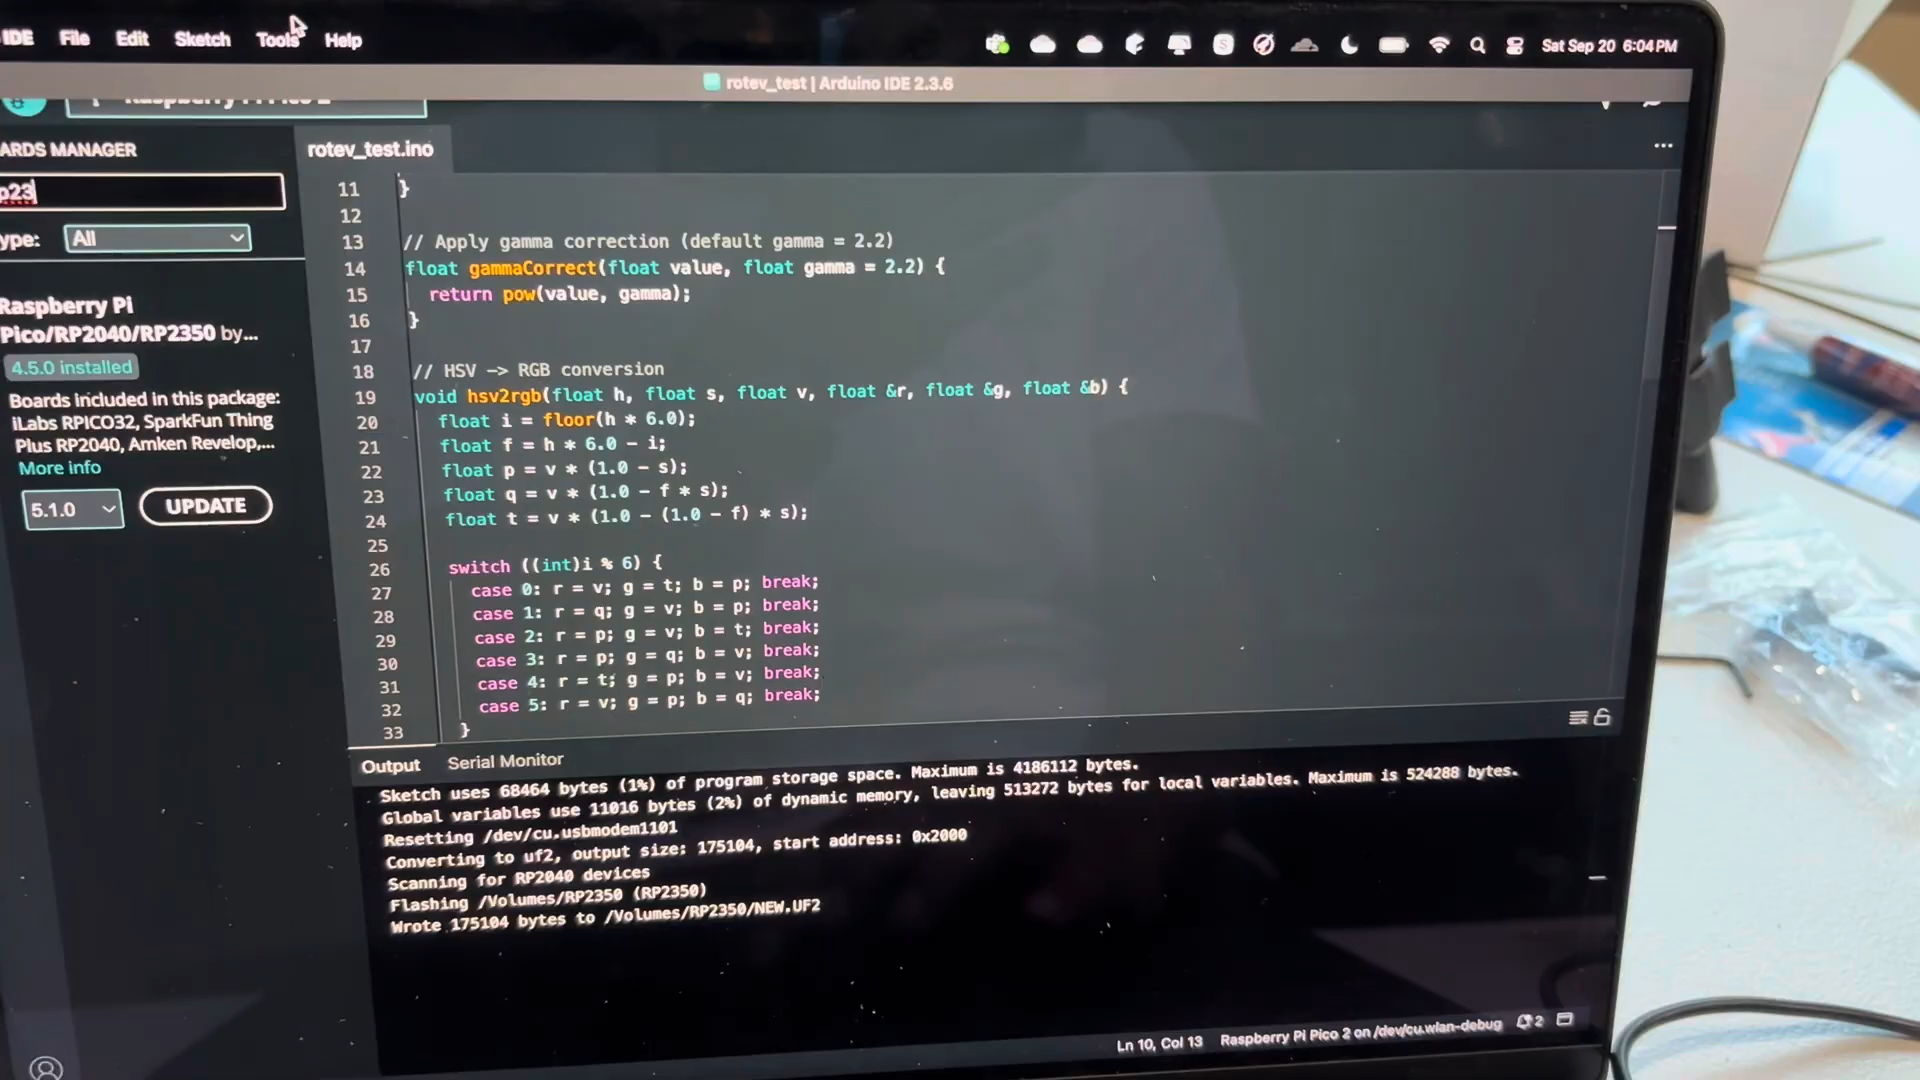 IDE File Edit Sketch Tools Help
Sat Sep 20 6:04 PM
rotev_test | Arduino IDE 2.3.6
ARDS MANAGER
rotev_test.ino
p23
ype: All
Raspberry Pi
Pico/RP2040/RP2350 by...
4.5.0 installed
Boards included in this package:
iLabs RPICO32, SparkFun Thing
Plus RP2040, Amken Revelop,...
More info
5.1.0 UPDATE
11 }
12
13 // Apply gamma correction (default gamma = 2.2)
14 float gammaCorrect(float value, float gamma = 2.2) {
15 return pow(value, gamma);
16 }
17
18 // HSV -> RGB conversion
19 void hsv2rgb(float h, float s, float v, float &r, float &g, float &b) {
20 float i = floor(h * 6.0);
21 float f = h * 6.0 - i;
22 float p = v * (1.0 - s);
23 float q = v * (1.0 - f * s);
24 float t = v * (1.0 - (1.0 - f) * s);
25
26 switch ((int)i % 6) {
27 case 0: r = v; g = t; b = p; break;
28 case 1: r = q; g = v; b = p; break;
29 case 2: r = p; g = v; b = t; break;
30 case 3: r = p; g = q; b = v; break;
31 case 4: r = t; g = p; b = v; break;
32 case 5: r = v; g = p; b = q; break;
33 }
Output Serial Monitor
Sketch uses 68464 bytes (1%) of program storage space. Maximum is 4186112 bytes.
Global variables use 11016 bytes (2%) of dynamic memory, leaving 513272 bytes for local variables. Maximum is 524288 bytes.
Resetting /dev/cu.usbmodem1101
Converting to uf2, output size: 175104, start address: 0x2000
Scanning for RP2040 devices
Flashing /Volumes/RP2350 (RP2350)
Wrote 175104 bytes to /Volumes/RP2350/NEW.UF2
Ln 10, Col 13 Raspberry Pi Pico 2 on /dev/cu.wlan-debug 2